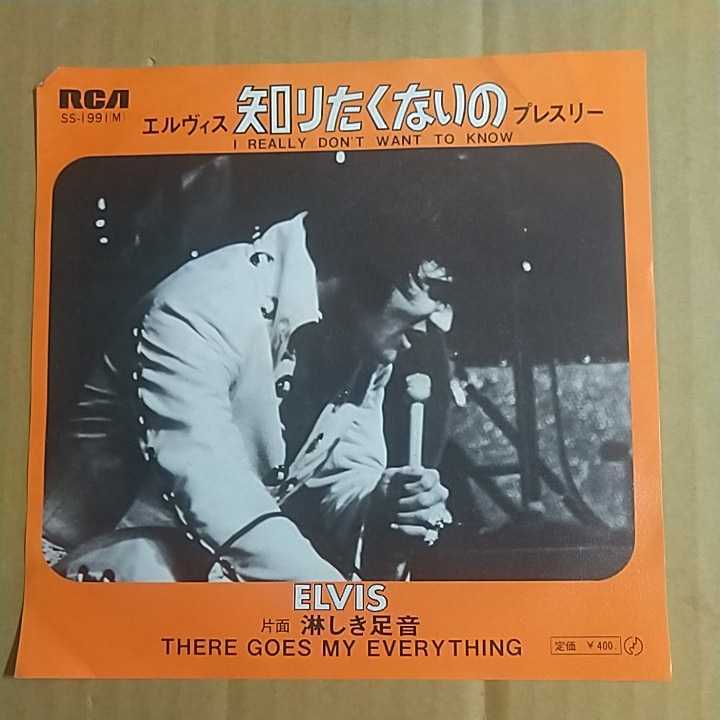 RCA
SS-1991(M)
エルヴィス 知りたくないの プレスリー
I REALLY DON'T WANT TO KNOW
ELVIS
片面 淋しき足音
THERE GOES MY EVERYTHING
定価 ¥400.